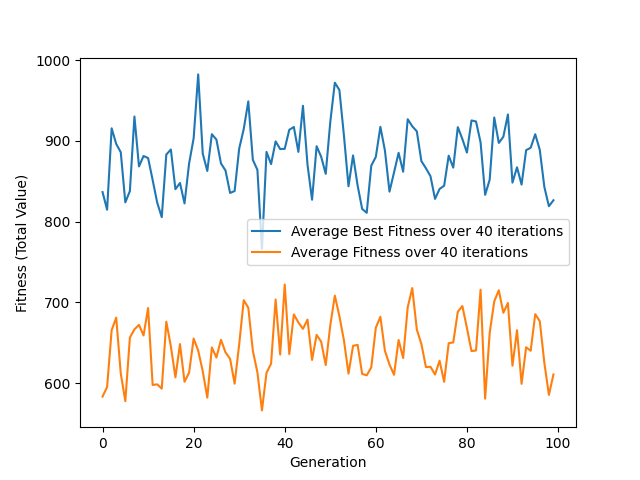 1000
900
800
700
600
Fitness (Total Value)
Average Best Fitness over 40 iterations
Average Fitness over 40 iterations
0 20 40 60 80 100
Generation